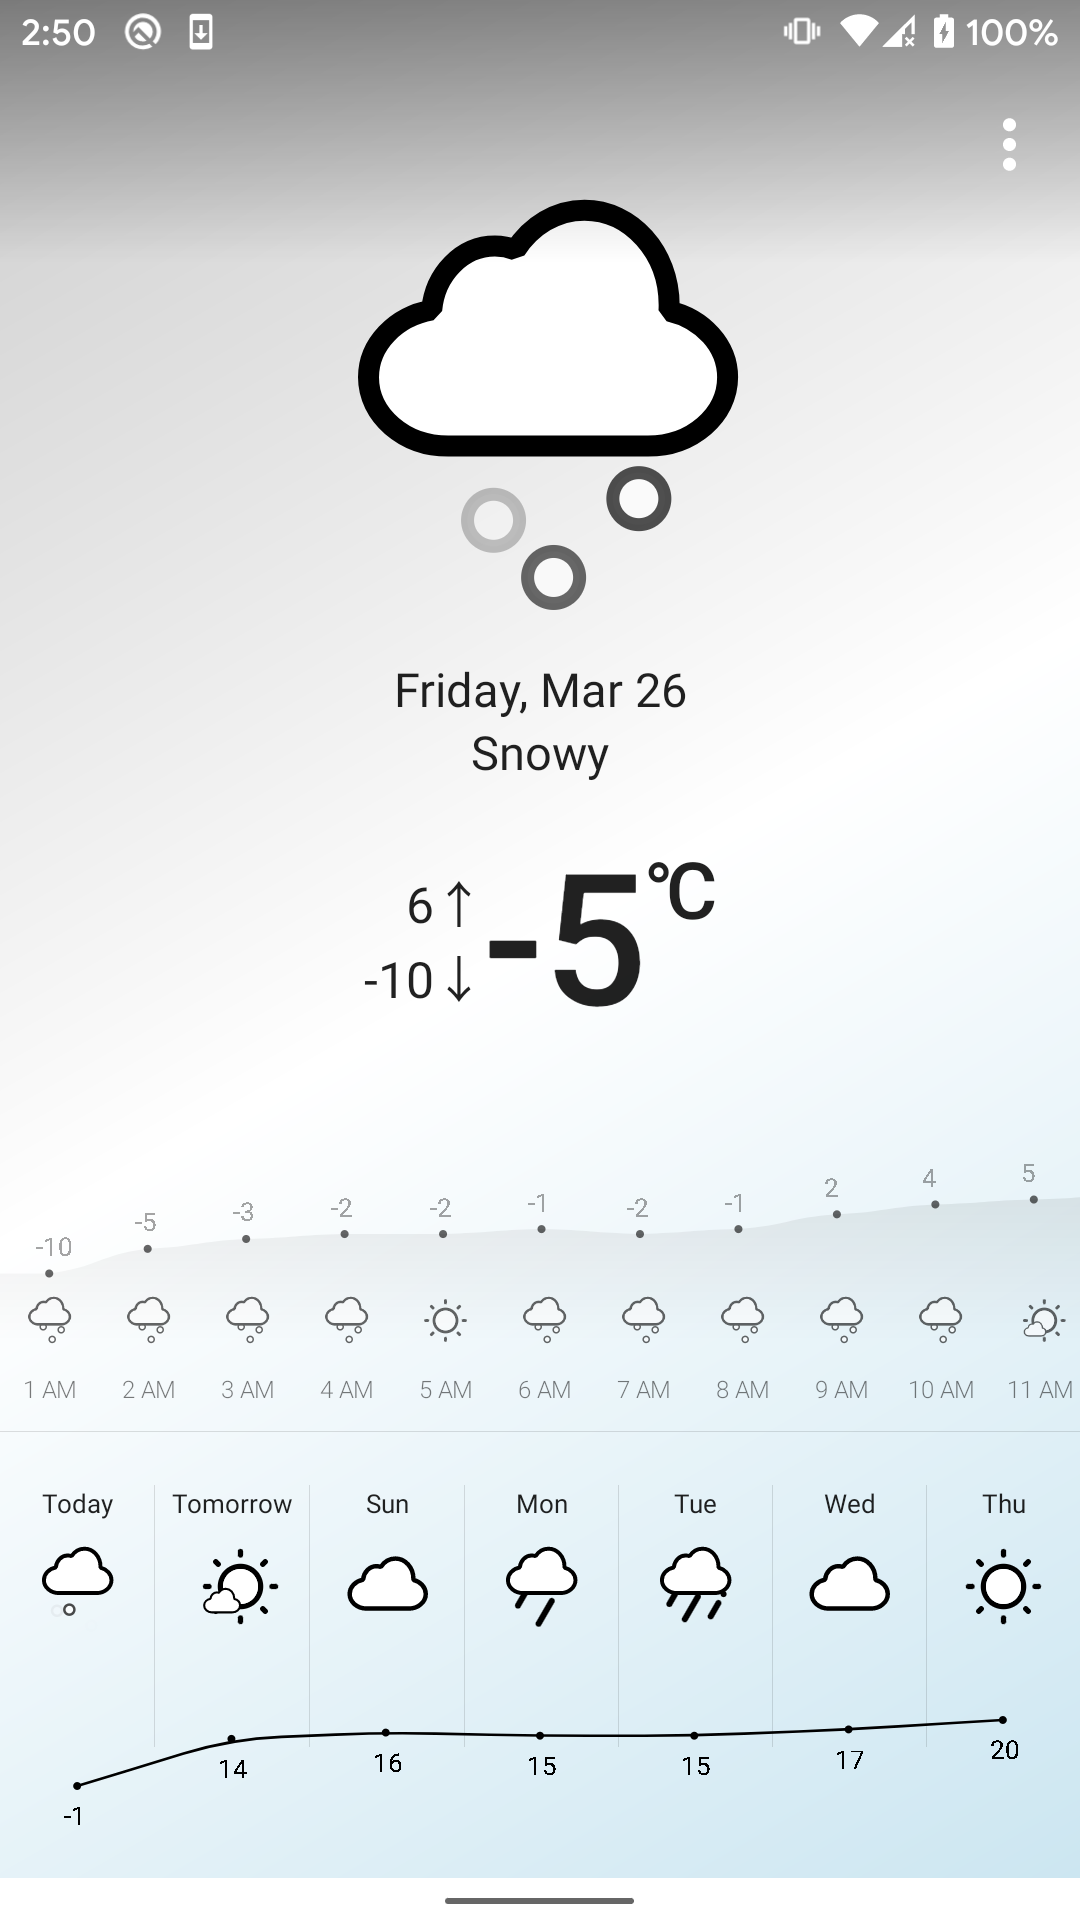 2:50 100%
Friday, Mar 26
Snowy
6↑
-10↓
-5°C
-10 -5 -3 -2 -2 -1 -2 -1 2 4 5
1 AM 2 AM 3 AM 4 AM 5 AM 6 AM 7 AM 8 AM 9 AM 10 AM 11 AM
Today Tomorrow Sun Mon Tue Wed Thu
-1 14 16 15 15 17 20